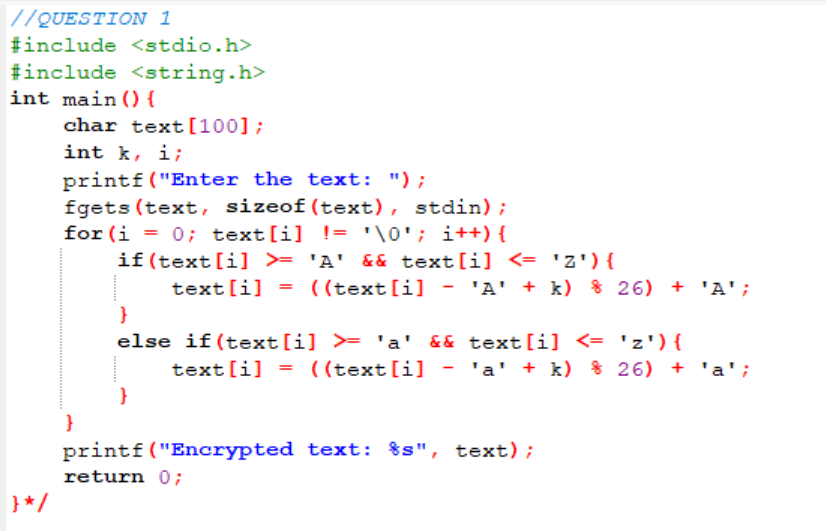 //QUESTION 1
#include <stdio.h>
#include <string.h>
int main(){
    char text[100];
    int k, i;
    printf("Enter the text: ");
    fgets(text, sizeof(text), stdin);
    for(i = 0; text[i] != '\0'; i++){
        if(text[i] >= 'A' && text[i] <= 'Z'){
            text[i] = ((text[i] - 'A' + k) % 26) + 'A';
        }
        else if(text[i] >= 'a' && text[i] <= 'z'){
            text[i] = ((text[i] - 'a' + k) % 26) + 'a';
        }
    }
    printf("Encrypted text: %s", text);
    return 0;
}*/